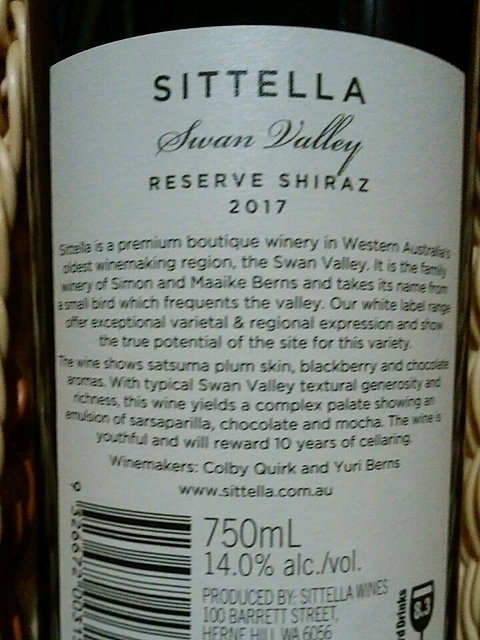 SITTELLA
Swan Valley
RESERVE SHIRAZ
2017
Sittella is a premium boutique winery in Western Australia's
oldest winemaking region, the Swan Valley. It is the family
winery of Simon and Maaike Berns and takes its name from
a small bird which frequents the valley. Our white label range
offer exceptional varietal & regional expression and show
the true potential of the site for this variety.
The wine shows satsuma plum skin, blackberry and chocolate
aromas. With typical Swan Valley textural generosity and
richness, this wine yields a complex palate showing an
emulsion of sarsaparilla, chocolate and mocha. The wine is
youthful and will reward 10 years of cellaring.
Winemakers: Colby Quirk and Yuri Berns
www.sittella.com.au
750mL
14.0% alc./vol.
PRODUCED BY: SITTELLA WINES
100 BARRETT STREET,
HERNE HILL WA 6056
8.3
Drinks